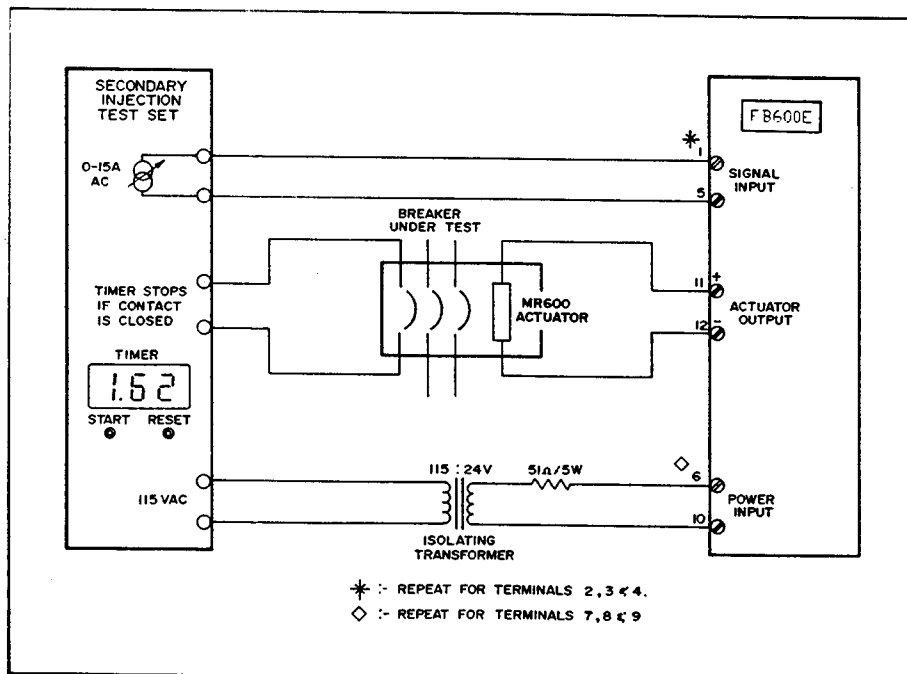 SECONDARY
INJECTION
TEST SET
0-15A
AC
TIMER STOPS
IF CONTACT
IS CLOSED
TIMER
1.62
START RESET
115 VAC
BREAKER
UNDER TEST
MR600
ACTUATOR
115 : 24V
51Ω/5W
ISOLATING
TRANSFORMER
FB600E
1
SIGNAL
INPUT
5
11 +
ACTUATOR
OUTPUT
12 -
6
POWER
INPUT
10
✳ :- REPEAT FOR TERMINALS 2,3 & 4.
◇ :- REPEAT FOR TERMINALS 7,8 & 9